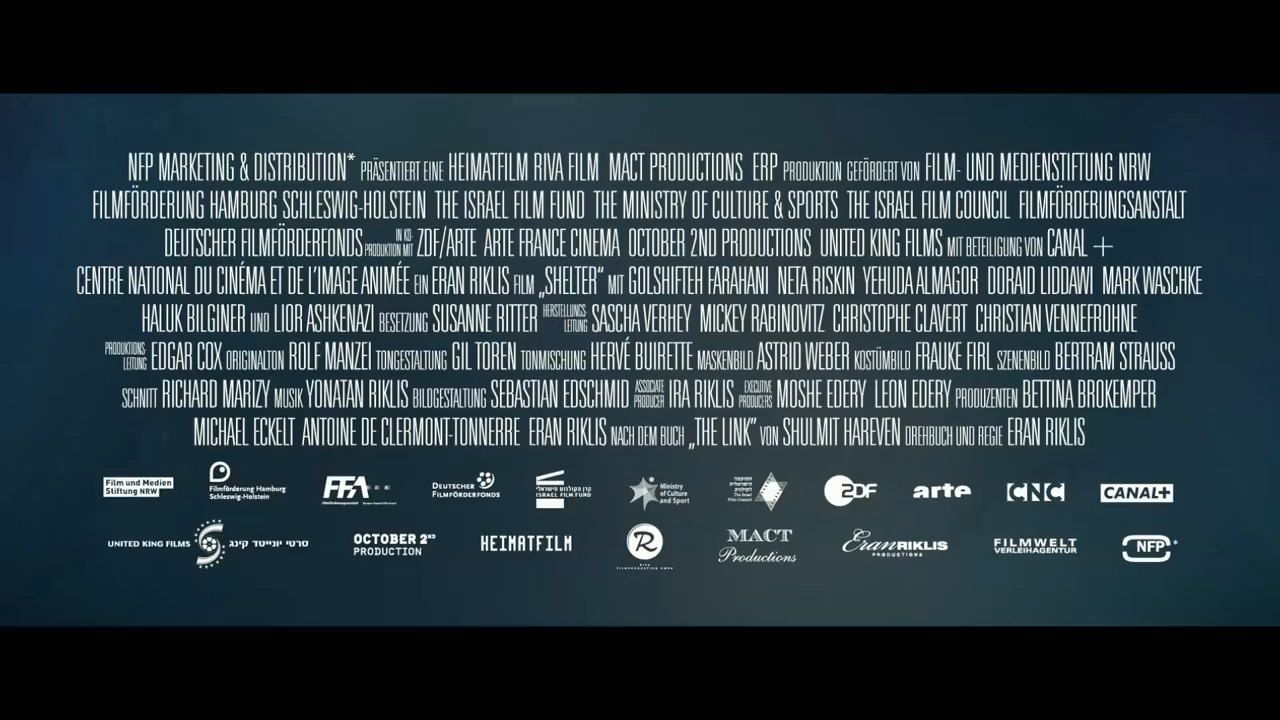 NFP MARKETING & DISTRIBUTION* PRÄSENTIERT EINE HEIMATFILM RIVA FILM MACT PRODUCTIONS ERP PRODUKTION GEFÖRDERT VON FILM- UND MEDIENSTIFTUNG NRW
FILMFÖRDERUNG HAMBURG SCHLESWIG-HOLSTEIN THE ISRAEL FILM FUND THE MINISTRY OF CULTURE & SPORTS THE ISRAEL FILM COUNCIL FILMFÖRDERUNGSANSTALT
DEUTSCHER FILMFÖRDERFONDS IN KO-PRODUKTION MIT ZDF/ARTE ARTE FRANCE CINEMA OCTOBER 2ND PRODUCTIONS UNITED KING FILMS MIT BETEILIGUNG VON CANAL +
CENTRE NATIONAL DU CINÉMA ET DE L'IMAGE ANIMÉE EIN ERAN RIKLIS FILM „SHELTER“ MIT GOLSHIFTEH FARAHANI NETA RISKIN YEHUDA ALMAGOR DORAID LIDDAWI MARK WASCHKE
HALUK BILGINER UND LIOR ASHKENAZI BESETZUNG SUSANNE RITTER HERSTELLUNGSLEITUNG SASCHA VERHEY MICKEY RABINOVITZ CHRISTOPHE CLAVERT CHRISTIAN VENNEFROHNE
PRODUKTIONS-LEITUNG EDGAR COX ORIGINALTON ROLF MANZEI TONGESTALTUNG GIL TOREN TONMISCHUNG HERVÉ BUIRETTE MASKENBILD ASTRID WEBER KOSTÜMBILD FRAUKE FIRL SZENENBILD BERTRAM STRAUSS
SCHNITT RICHARD MARIZY MUSIK YONATAN RIKLIS BILDGESTALTUNG SEBASTIAN EDSCHMID ASSOCIATE PRODUCER IRA RIKLIS EXECUTIVE PRODUCERS MOSHE EDERY LEON EDERY PRODUZENTEN BETTINA BROKEMPER
MICHAEL ECKELT ANTOINE DE CLERMONT-TONNERRE ERAN RIKLIS NACH DEM BUCH „THE LINK“ VON SHULMIT HAREVEN DREHBUCH UND REGIE ERAN RIKLIS
Film und Medien Stiftung NRW Filmförderung Hamburg Schleswig-Holstein FFA DEUTSCHER FILMFÖRDERFONDS קרן הקולנוע הישראלי ISRAEL FILM FUND Ministry of Culture and Sport The Israel Film Council 2DF arte CNC CANAL+
UNITED KING FILMS סרטי יונייטד קינג OCTOBER 2ND PRODUCTION HEIMATFILM R MACT Productions Eran RIKLIS PRODUCTIONS FILMWELT VERLEIHAGENTUR NFP*